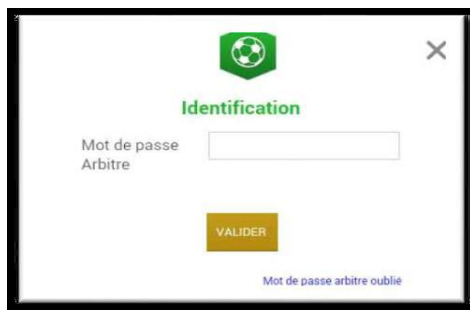 Identification
Mot de passe
Arbitre
VALIDER
Mot de passe arbitre oublié